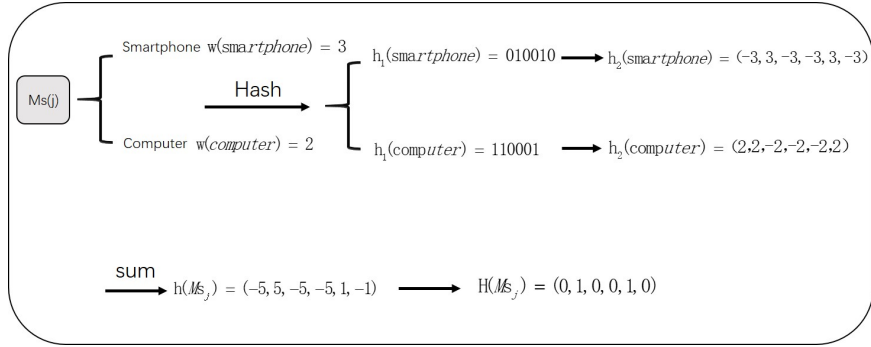 Smartphone w(smartphone) = 3
h₁(smartphone) = 010010
h₂(smartphone) = (-3, 3, -3, -3, 3, -3)
Ms(j)
Hash
Computer w(computer) = 2
h₁(computer) = 110001
h₂(computer) = (2,2,-2,-2,-2,2)
sum
h(Ms_j) = (-5, 5, -5, -5, 1, -1)
H(Ms_j) = (0, 1, 0, 0, 1, 0)